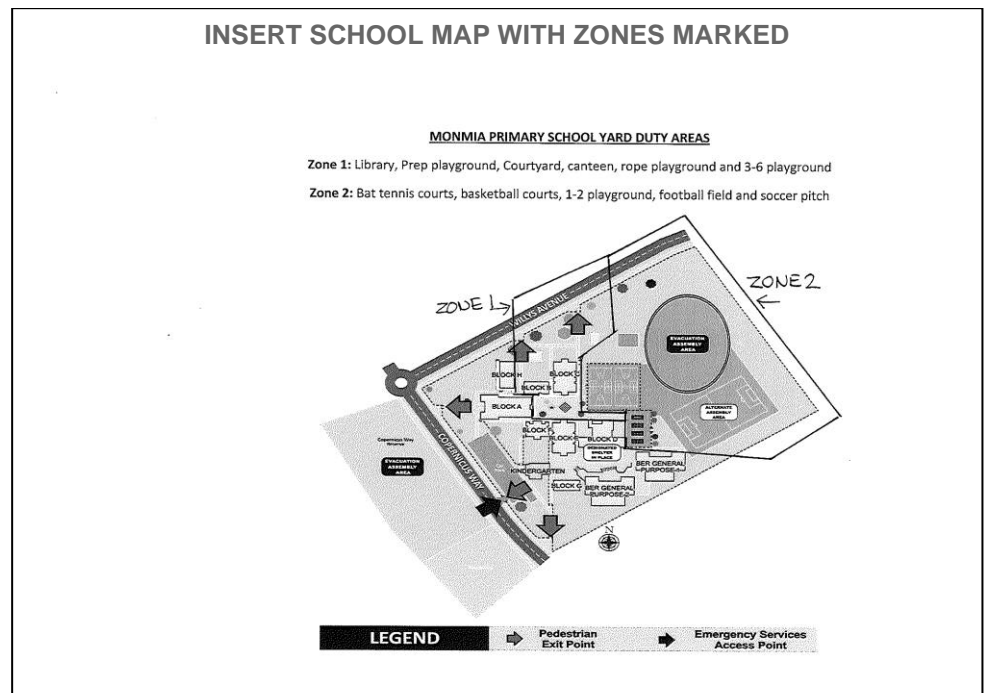 INSERT SCHOOL MAP WITH ZONES MARKED
MONMIA PRIMARY SCHOOL YARD DUTY AREAS
Zone 1: Library, Prep playground, Courtyard, canteen, rope playground and 3-6 playground
Zone 2: Bat tennis courts, basketball courts, 1-2 playground, football field and soccer pitch
ZONE 1
ZONE 2
WILLYS AVENUE
EVACUATION
ASSEMBLY
AREA
BLOCK H
BLOCK B
BLOCK A
ALTERNATE
ASSEMBLY
AREA
COPERNICUS WAY
Copernicus Way
Reserve
EVACUATION
ASSEMBLY
AREA
BLOCK F
BLOCK D
DESIGNATED
SHELTER
IN PLACE
KINDERGARTEN
BER GENERAL
PURPOSE 1
BER GENERAL
PURPOSE 2
N
LEGEND
Pedestrian
Exit Point
Emergency Services
Access Point